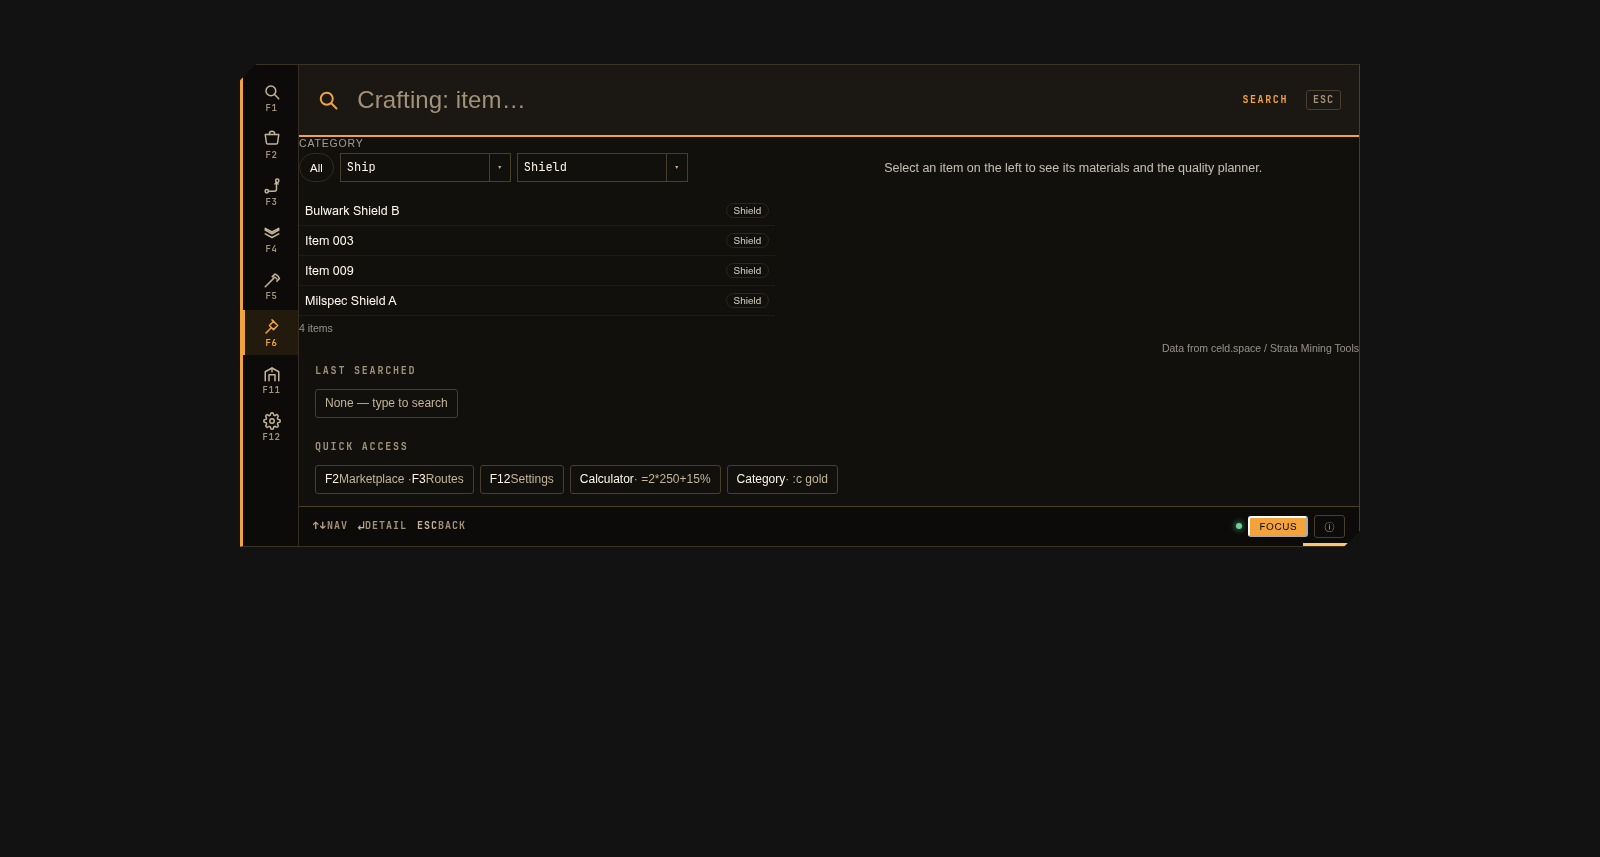 F1
F2
F3
F4
F5
F6
F11
F12
Crafting: item…
SEARCH
ESC
CATEGORY
All
Ship
Shield
Bulwark Shield B
Shield
Item 003
Shield
Item 009
Shield
Milspec Shield A
Shield
4 items
Select an item on the left to see its materials and the quality planner.
Data from celd.space / Strata Mining Tools
LAST SEARCHED
None — type to search
QUICK ACCESS
F2Marketplace ·F3Routes
F12Settings
Calculator· =2*250+15%
Category· :c gold
↑↓NAV ↲DETAIL ESCBACK
FOCUS
ⓘ